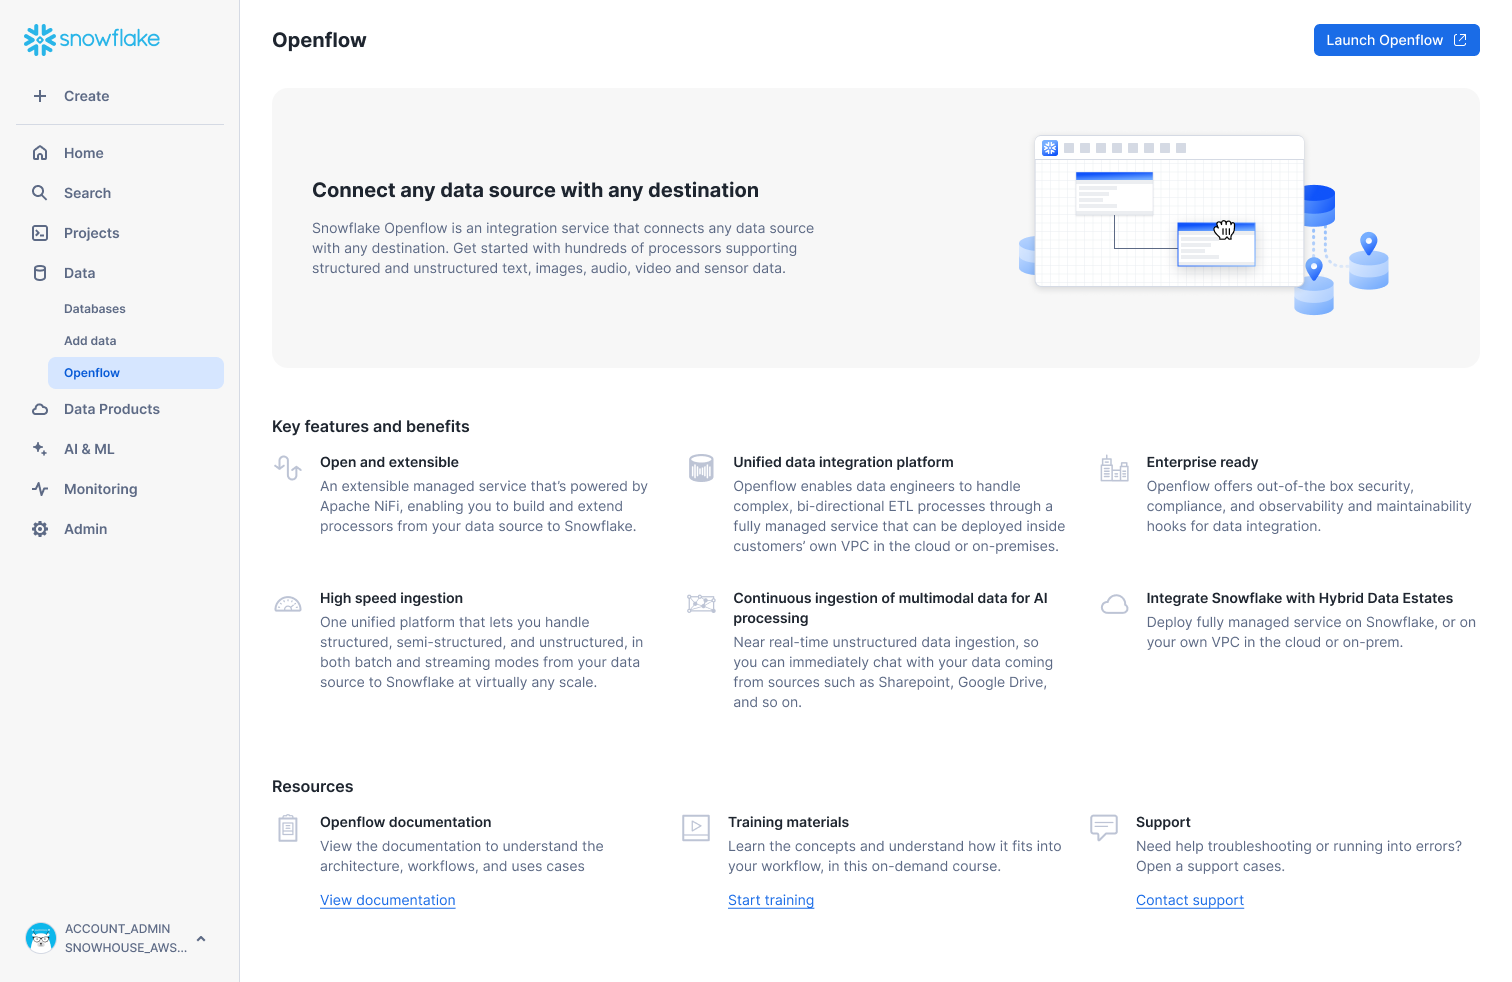 snowflake
Create
Home
Search
Projects
Data
Databases
Add data
Openflow
Data Products
AI & ML
Monitoring
Admin
ACCOUNT_ADMIN
SNOWHOUSE_AWS...
Openflow
Launch Openflow
Connect any data source with any destination
Snowflake Openflow is an integration service that connects any data source
with any destination. Get started with hundreds of processors supporting
structured and unstructured text, images, audio, video and sensor data.
Key features and benefits
Open and extensible
An extensible managed service that’s powered by
Apache NiFi, enabling you to build and extend
processors from your data source to Snowflake.
Unified data integration platform
Openflow enables data engineers to handle
complex, bi-directional ETL processes through a
fully managed service that can be deployed inside
customers’ own VPC in the cloud or on-premises.
Enterprise ready
Openflow offers out-of-the box security,
compliance, and observability and maintainability
hooks for data integration.
High speed ingestion
One unified platform that lets you handle
structured, semi-structured, and unstructured, in
both batch and streaming modes from your data
source to Snowflake at virtually any scale.
Continuous ingestion of multimodal data for AI
processing
Near real-time unstructured data ingestion, so
you can immediately chat with your data coming
from sources such as Sharepoint, Google Drive,
and so on.
Integrate Snowflake with Hybrid Data Estates
Deploy fully managed service on Snowflake, or on
your own VPC in the cloud or on-prem.
Resources
Openflow documentation
View the documentation to understand the
architecture, workflows, and uses cases
View documentation
Training materials
Learn the concepts and understand how it fits into
your workflow, in this on-demand course.
Start training
Support
Need help troubleshooting or running into errors?
Open a support cases.
Contact support